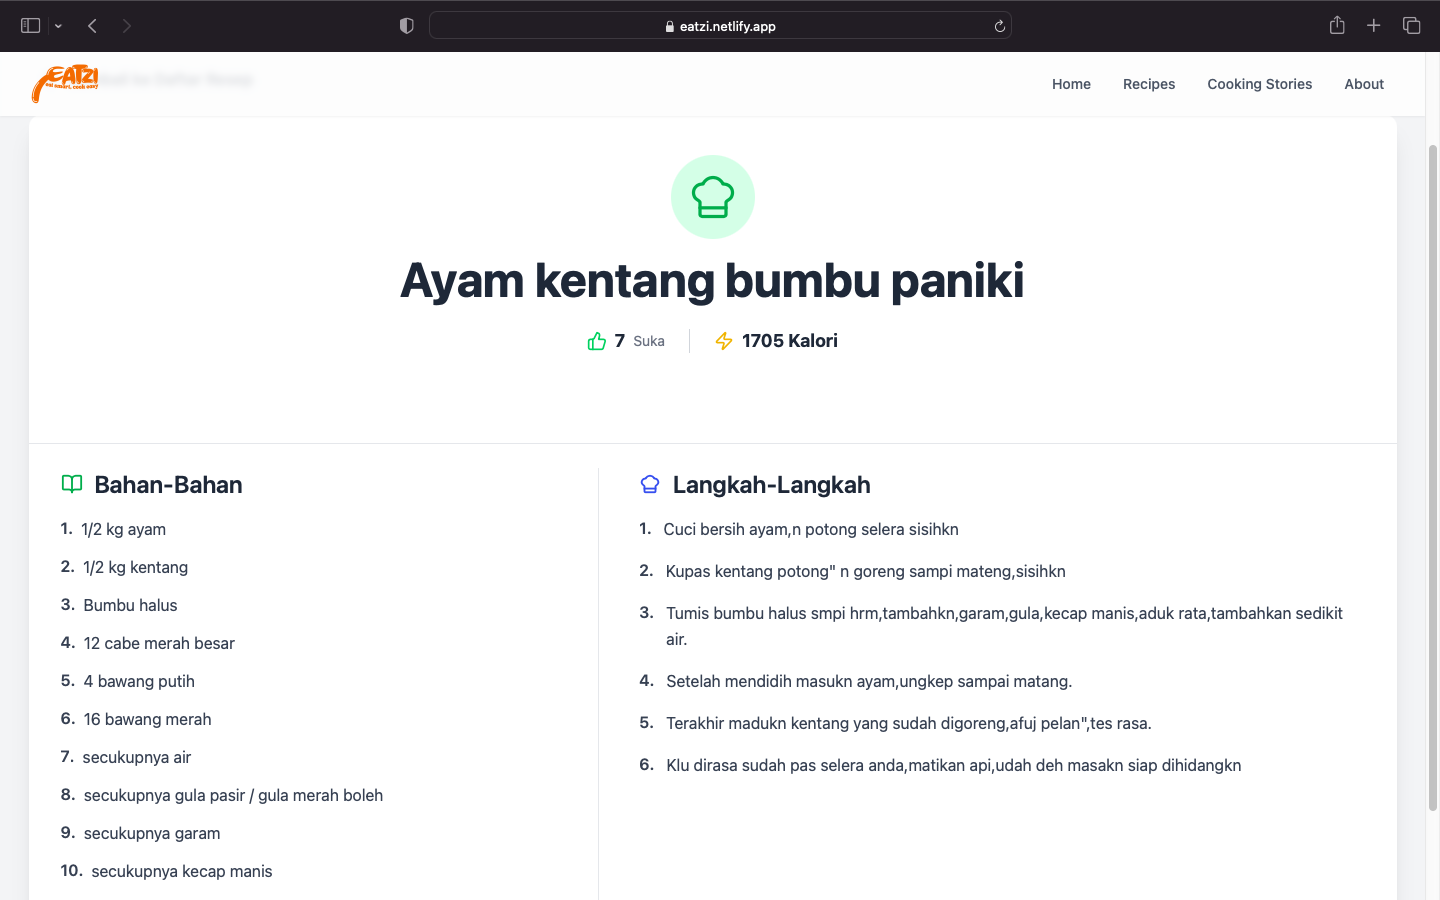 eatzi.netlify.app
EATZI
eat smart, cook easy
Home
Recipes
Cooking Stories
About
Ayam kentang bumbu paniki
7 Suka
1705 Kalori
Bahan-Bahan
1. 1/2 kg ayam
2. 1/2 kg kentang
3. Bumbu halus
4. 12 cabe merah besar
5. 4 bawang putih
6. 16 bawang merah
7. secukupnya air
8. secukupnya gula pasir / gula merah boleh
9. secukupnya garam
10. secukupnya kecap manis
Langkah-Langkah
1. Cuci bersih ayam,n potong selera sisihkn
2. Kupas kentang potong" n goreng sampi mateng,sisihkn
3. Tumis bumbu halus smpi hrm,tambahkn,garam,gula,kecap manis,aduk rata,tambahkan sedikit
air.
4. Setelah mendidih masukn ayam,ungkep sampai matang.
5. Terakhir madukn kentang yang sudah digoreng,afuj pelan",tes rasa.
6. Klu dirasa sudah pas selera anda,matikan api,udah deh masakn siap dihidangkn